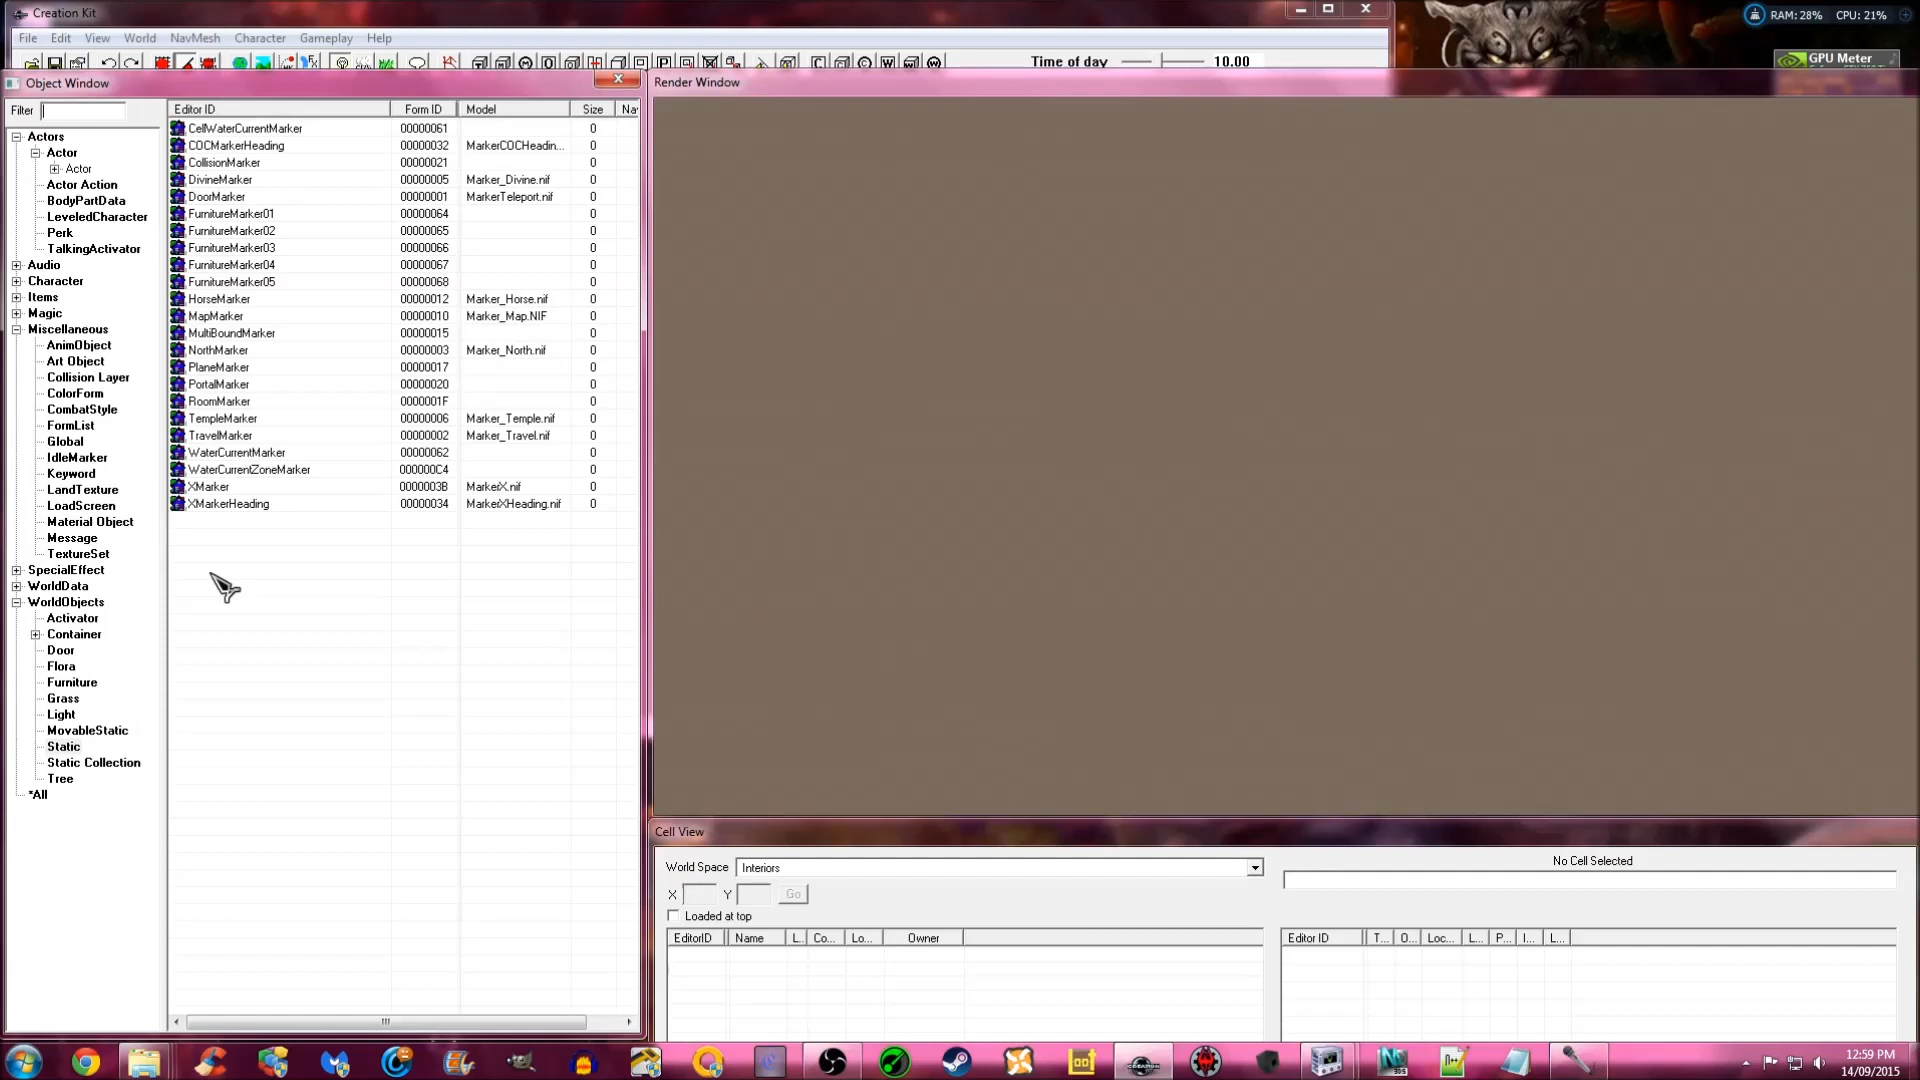 Creation Kit
RAM: 28% CPU: 21%
File Edit View World NavMesh Character Gameplay Help
Time of day 10.00
GPU Meter
Object Window
Render Window
Filter
Editor ID Form ID Model Size Na
Actors
Actor
Actor
Actor Action
BodyPartData
LeveledCharacter
Perk
TalkingActivator
Audio
Character
Items
Magic
Miscellaneous
AnimObject
Art Object
Collision Layer
ColorForm
CombatStyle
FormList
Global
IdleMarker
Keyword
LandTexture
LoadScreen
Material Object
Message
TextureSet
SpecialEffect
WorldData
WorldObjects
Activator
Container
Door
Flora
Furniture
Grass
Light
MovableStatic
Static
Static Collection
Tree
*All
CellWaterCurrentMarker 00000061 0
COCMarkerHeading 00000032 MarkerCOCHeadin... 0
CollisionMarker 00000021 0
DivineMarker 00000005 Marker_Divine.nif 0
DoorMarker 00000001 MarkerTeleport.nif 0
FurnitureMarker01 00000064 0
FurnitureMarker02 00000065 0
FurnitureMarker03 00000066 0
FurnitureMarker04 00000067 0
FurnitureMarker05 00000068 0
HorseMarker 00000012 Marker_Horse.nif 0
MapMarker 00000010 Marker_Map.NIF 0
MultiBoundMarker 00000015 0
NorthMarker 00000003 Marker_North.nif 0
PlaneMarker 00000017 0
PortalMarker 00000020 0
RoomMarker 0000001F 0
TempleMarker 00000006 Marker_Temple.nif 0
TravelMarker 00000002 Marker_Travel.nif 0
WaterCurrentMarker 00000062 0
WaterCurrentZoneMarker 000000C4 0
XMarker 0000003B MarkerX.nif 0
XMarkerHeading 00000034 MarkerXHeading.nif 0
Cell View
World Space Interiors
No Cell Selected
X Y Go
Loaded at top
EditorID Name L.. Co... Lo... Owner
Editor ID T... O... Loc... L... P... I... L...
12:59 PM
14/09/2015